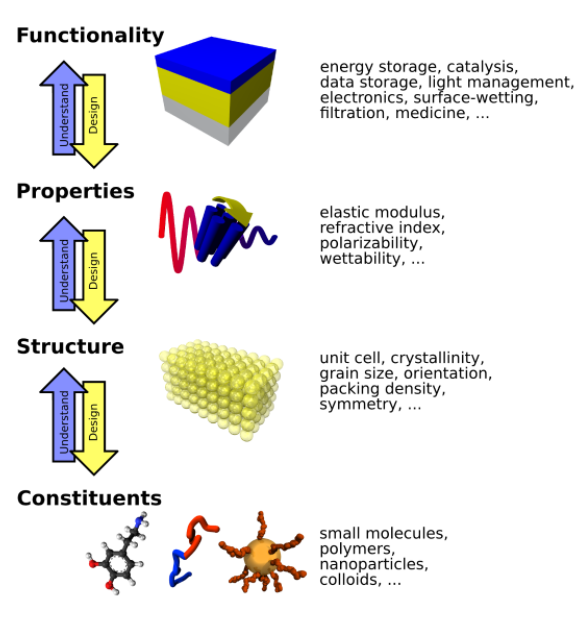 Functionality
energy storage, catalysis,
data storage, light management,
electronics, surface-wetting,
filtration, medicine, ...
Understand
Design
Properties
elastic modulus,
refractive index,
polarizability,
wettability, ...
Understand
Design
Structure
unit cell, crystallinity,
grain size, orientation,
packing density,
symmetry, ...
Understand
Design
Constituents
small molecules,
polymers,
nanoparticles,
colloids, ...